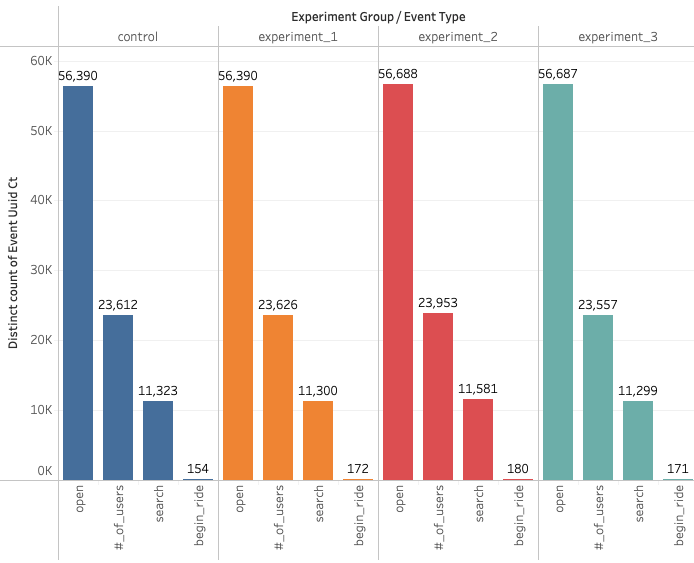 Experiment Group / Event Type
control experiment_1 experiment_2 experiment_3
Distinct count of Event Uuid Ct
60K
50K
40K
30K
20K
10K
0K
56,390 23,612 11,323 154
56,390 23,626 11,300 172
56,688 23,953 11,581 180
56,687 23,557 11,299 171
open #_of_users search begin_ride
open #_of_users search begin_ride
open #_of_users search begin_ride
open #_of_users search begin_ride